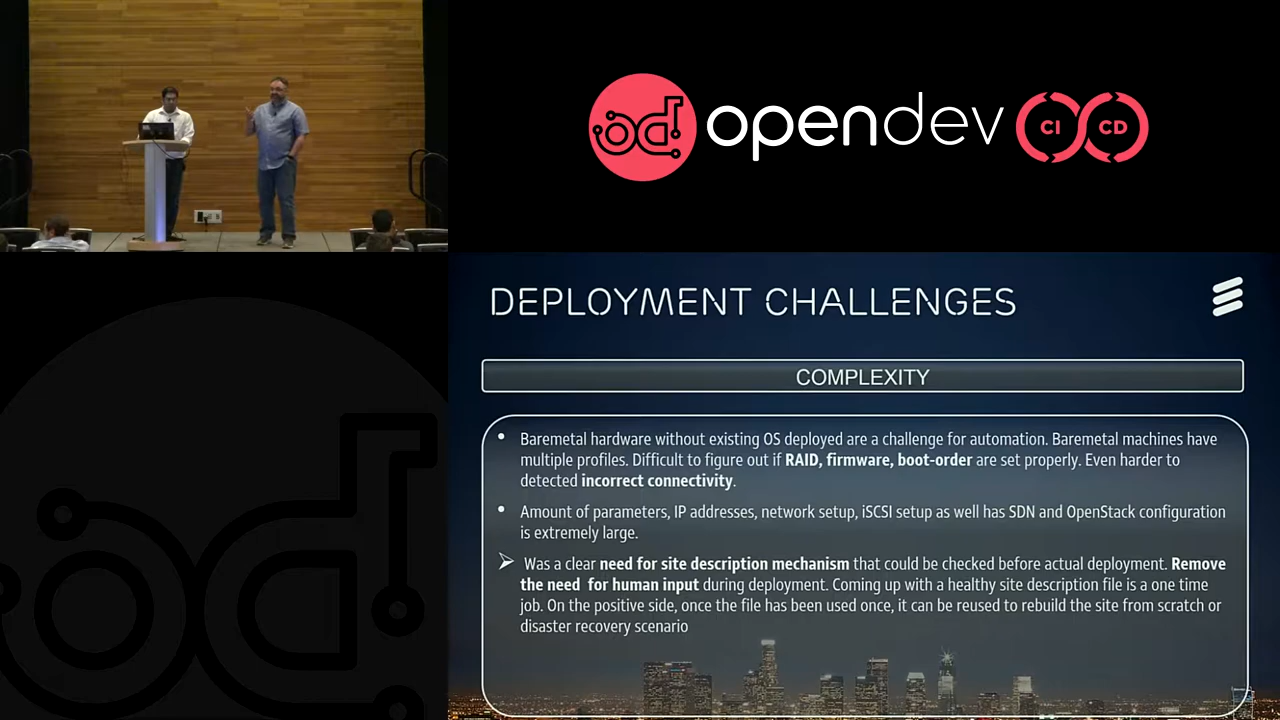 od opendev CI CD
DEPLOYMENT CHALLENGES
COMPLEXITY
• Baremetal hardware without existing OS deployed are a challenge for automation. Baremetal machines have
multiple profiles. Difficult to figure out if RAID, firmware, boot-order are set properly. Even harder to
detected incorrect connectivity.
• Amount of parameters, IP addresses, network setup, iSCSI setup as well has SDN and OpenStack configuration
is extremely large.
➢ Was a clear need for site description mechanism that could be checked before actual deployment. Remove
the need for human input during deployment. Coming up with a healthy site description file is a one time
job. On the positive side, once the file has been used once, it can be reused to rebuild the site from scratch or
disaster recovery scenario